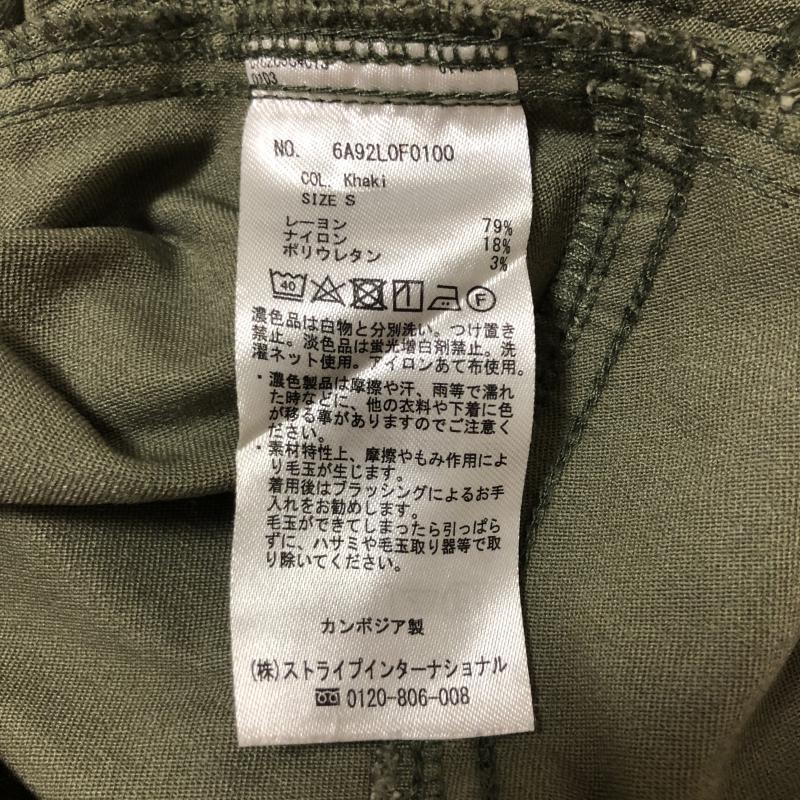 0103
NO. 6A92L0F0100
COL. Khaki
SIZE S
レーヨン 79%
ナイロン 18%
ポリウレタン 3%
40 F
濃色品は白物と分別洗い。つけ置き
禁止。淡色品は蛍光増白剤禁止。洗
濯ネット使用。アイロンあて布使用。
・濃色製品は摩擦や汗、雨等で濡れ
た時などに、他の衣料や下着に色
が移る事がありますのでご注意く
ださい。
・素材特性上、摩擦やもみ作用によ
り毛玉が生じます。
着用後はブラッシングによるお手
入れをお勧めします。
毛玉ができてしまったら引っぱら
ずに、ハサミや毛玉取り器等で取
り除いてください。
カンボジア製
(株)ストライプインターナショナル
0120-806-008